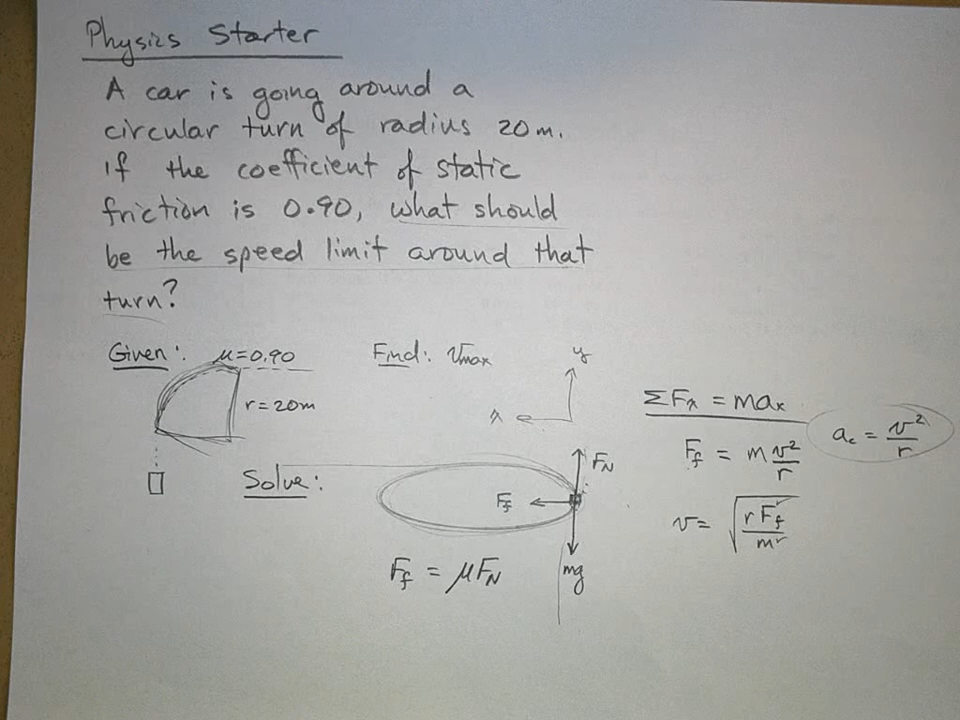 Physics Starter
A car is going around a
circular turn of radius 20 m.
If the coefficient of static
friction is 0.90, what should
be the speed limit around that
turn?
Given: μ=0.90
r=20m
Find: Vmax
y
x
ΣFx = max
ac = v²/r
Ff = m v²/r
v = √(r Ff/m)
Solve:
FN
Ff
mg
Ff = μFN